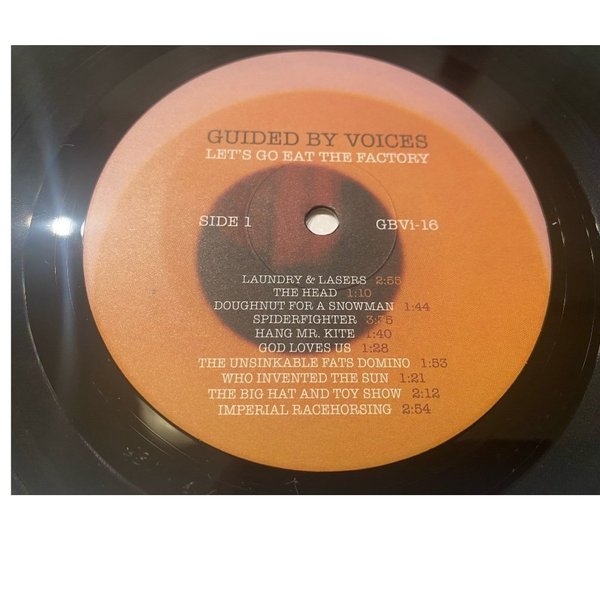 GUIDED BY VOICES
LET'S GO EAT THE FACTORY
SIDE 1 GBVi-16
LAUNDRY & LASERS 2:55
THE HEAD 1:10
DOUGHNUT FOR A SNOWMAN 1:44
SPIDERFIGHTER 3:75
HANG MR. KITE 1:40
GOD LOVES US 1:28
THE UNSINKABLE FATS DOMINO 1:53
WHO INVENTED THE SUN 1:21
THE BIG HAT AND TOY SHOW 2:12
IMPERIAL RACEHORSING 2:54